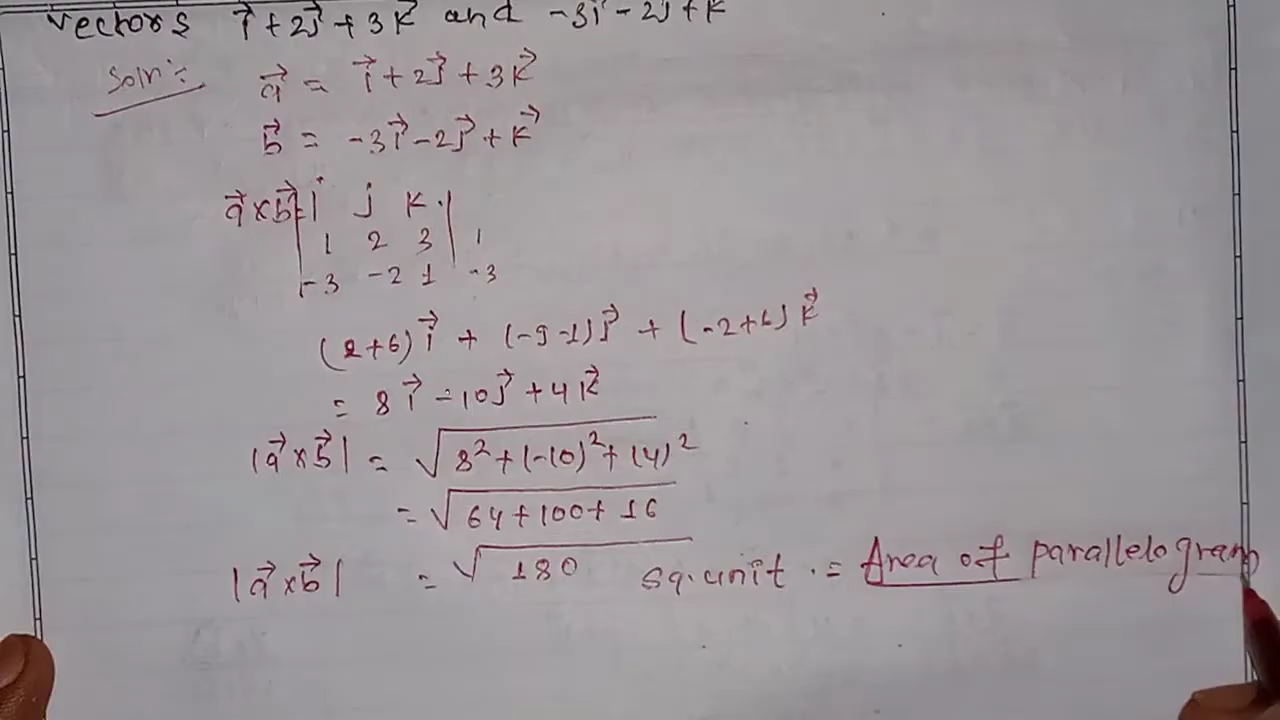 vectors i⃗ + 2j⃗ + 3k⃗ and -3i⃗ - 2j⃗ + k⃗
Soln:-
a⃗ = i⃗ + 2j⃗ + 3k⃗
b⃗ = -3i⃗ - 2j⃗ + k⃗
a⃗ x b⃗ = | i j k |
1 2 3 | 1
-3 -2 1 -3
(2+6) i⃗ + (-9-1) j⃗ + (-2+6) k⃗
= 8 i⃗ - 10 j⃗ + 4 k⃗
|a⃗ x b⃗| = √8² + (-10)² + (4)²
= √64 + 100 + 16
|a⃗ x b⃗| = √180 sq.unit . = Area of parallelogram